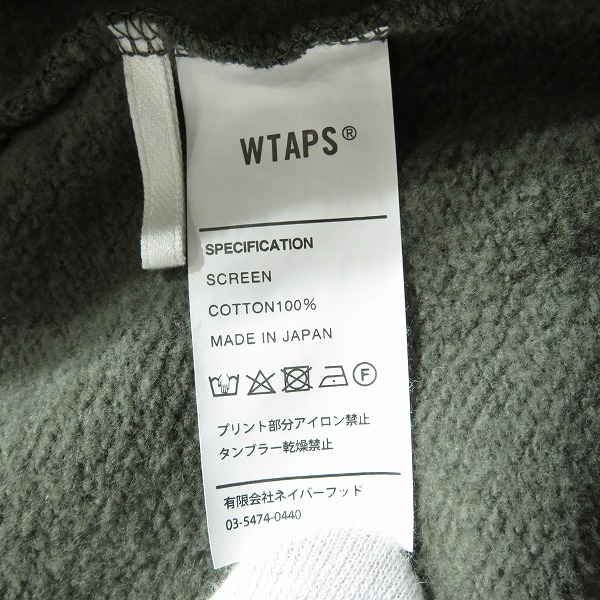 WTAPS®
SPECIFICATION
SCREEN
COTTON100%
MADE IN JAPAN
F
プリント部分アイロン禁止
タンブラー乾燥禁止
有限会社ネイバーフッド
03-5474-0440